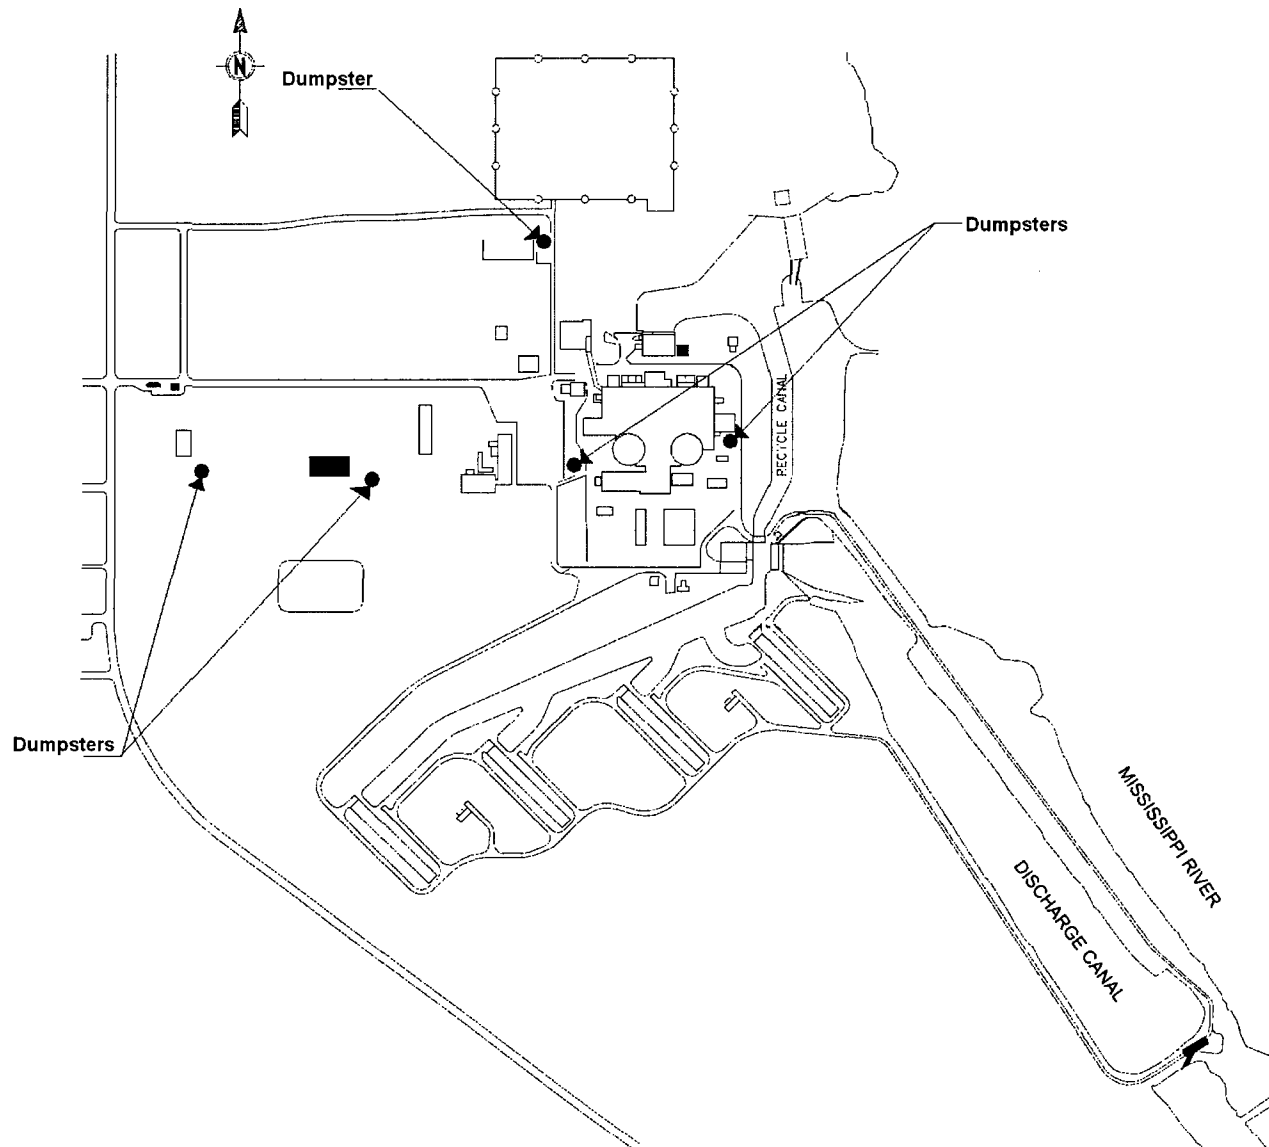 N
Dumpster
Dumpsters
RECYCLE CANAL
Dumpsters
MISSISSIPPI RIVER
DISCHARGE CANAL